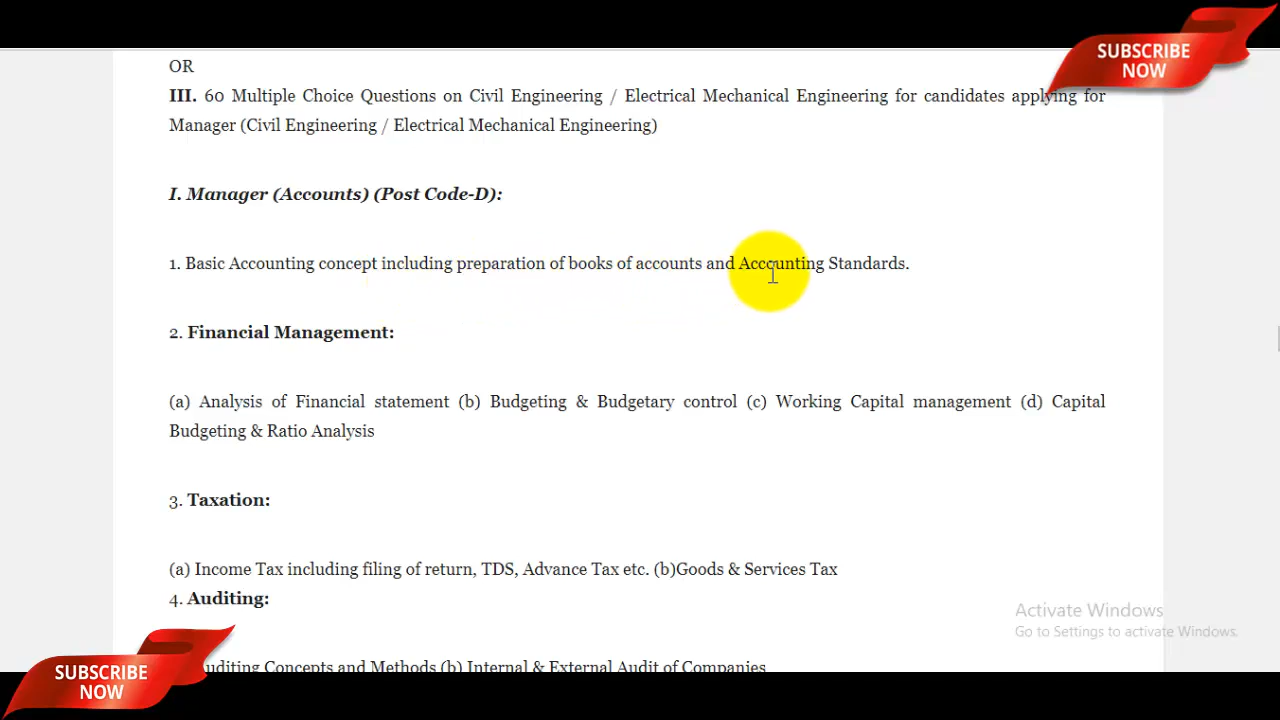 SUBSCRIBE
NOW
OR
III. 60 Multiple Choice Questions on Civil Engineering / Electrical Mechanical Engineering for candidates applying for
Manager (Civil Engineering / Electrical Mechanical Engineering)
I. Manager (Accounts) (Post Code-D):
1. Basic Accounting concept including preparation of books of accounts and Accounting Standards.
2. Financial Management:
(a) Analysis of Financial statement (b) Budgeting & Budgetary control (c) Working Capital management (d) Capital
Budgeting & Ratio Analysis
3. Taxation:
(a) Income Tax including filing of return, TDS, Advance Tax etc. (b)Goods & Services Tax
4. Auditing:
Activate Windows
Go to Settings to activate Windows.
Concepts and Methods (b) Internal & External Audit of Companies
SUBSCRIBE
NOW